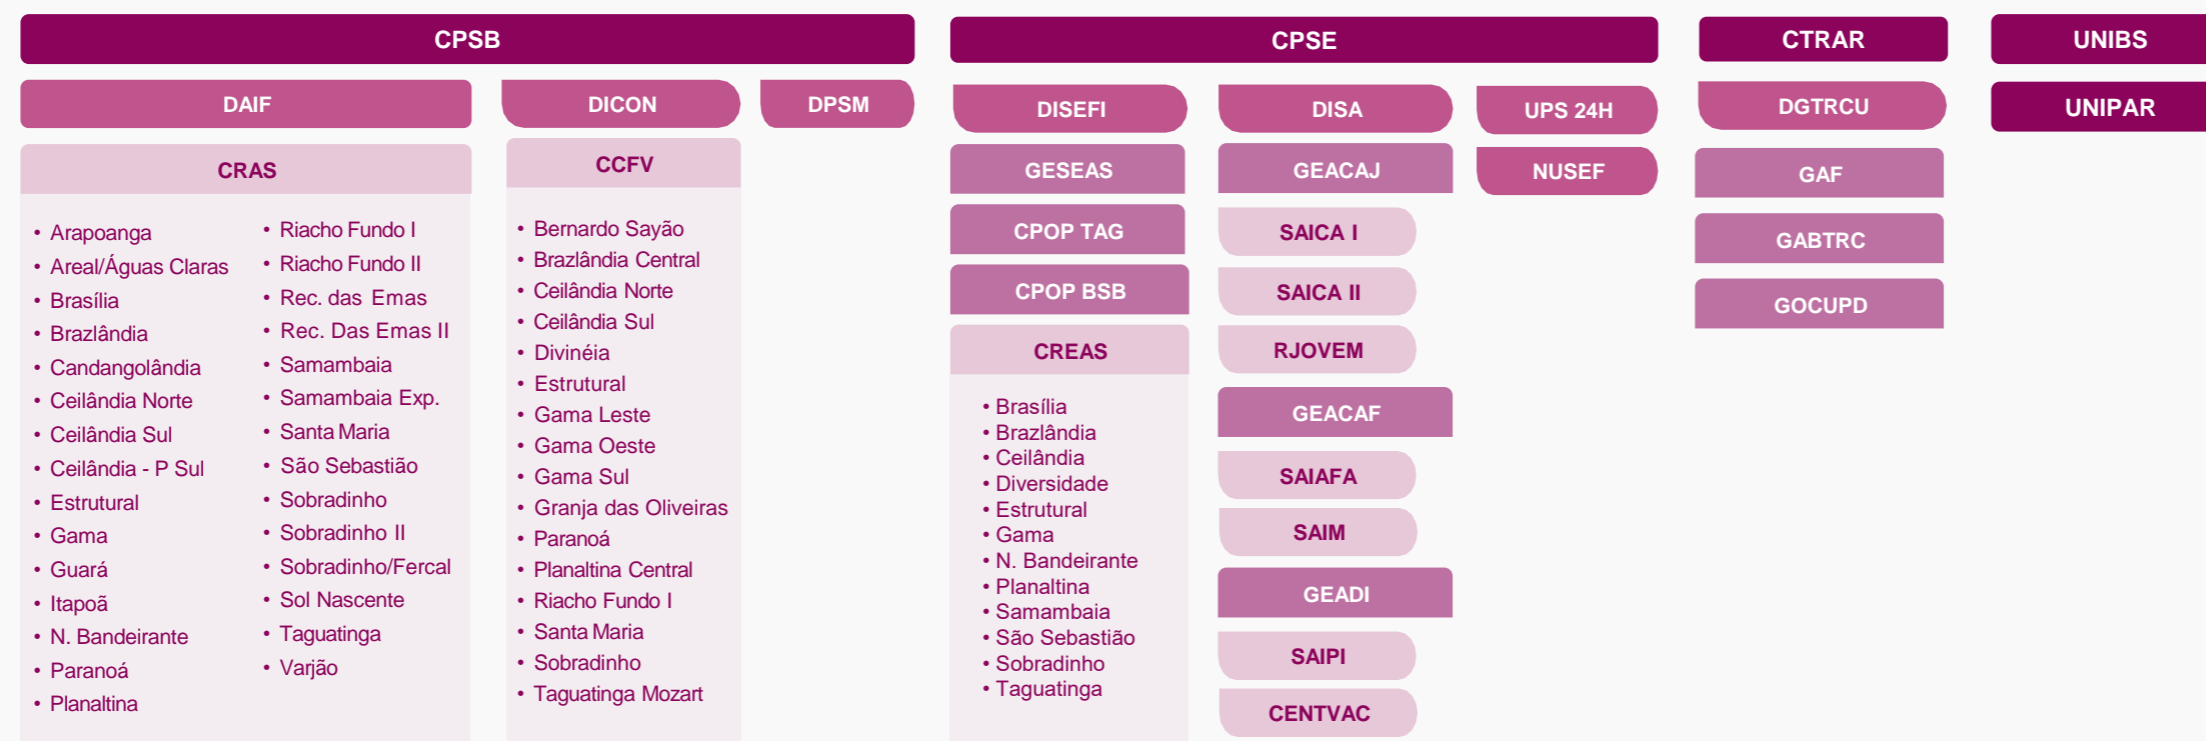 CPSB
DAIF
CRAS
• Arapoanga
• Areal/Águas Claras
• Brasília
• Brazlândia
• Candangolândia
• Ceilândia Norte
• Ceilândia Sul
• Ceilândia - P Sul
• Estrutural
• Gama
• Guará
• Itapoã
• N. Bandeirante
• Paranoá
• Planaltina
• Riacho Fundo I
• Riacho Fundo II
• Rec. das Emas
• Rec. Das Emas II
• Samambaia
• Samambaia Exp.
• Santa Maria
• São Sebastião
• Sobradinho
• Sobradinho II
• Sobradinho/Fercal
• Sol Nascente
• Taguatinga
• Varjão
DICON
CCFV
• Bernardo Sayão
• Brazlândia Central
• Ceilândia Norte
• Ceilândia Sul
• Divinéia
• Estrutural
• Gama Leste
• Gama Oeste
• Gama Sul
• Granja das Oliveiras
• Paranoá
• Planaltina Central
• Riacho Fundo I
• Santa Maria
• Sobradinho
• Taguatinga Mozart
DPSM
CPSE
DISEFI
GESEAS
CPOP TAG
CPOP BSB
CREAS
• Brasília
• Brazlândia
• Ceilândia
• Diversidade
• Estrutural
• Gama
• N. Bandeirante
• Planaltina
• Samambaia
• São Sebastião
• Sobradinho
• Taguatinga
DISA
GEACAJ
SAICA I
SAICA II
RJOVEM
GEACAF
SAIAFA
SAIM
GEADI
SAIPI
CENTVAC
UPS 24H
NUSEF
CTRAR
DGTRCU
GAF
GABTRC
GOCUPD
UNIBS
UNIPAR